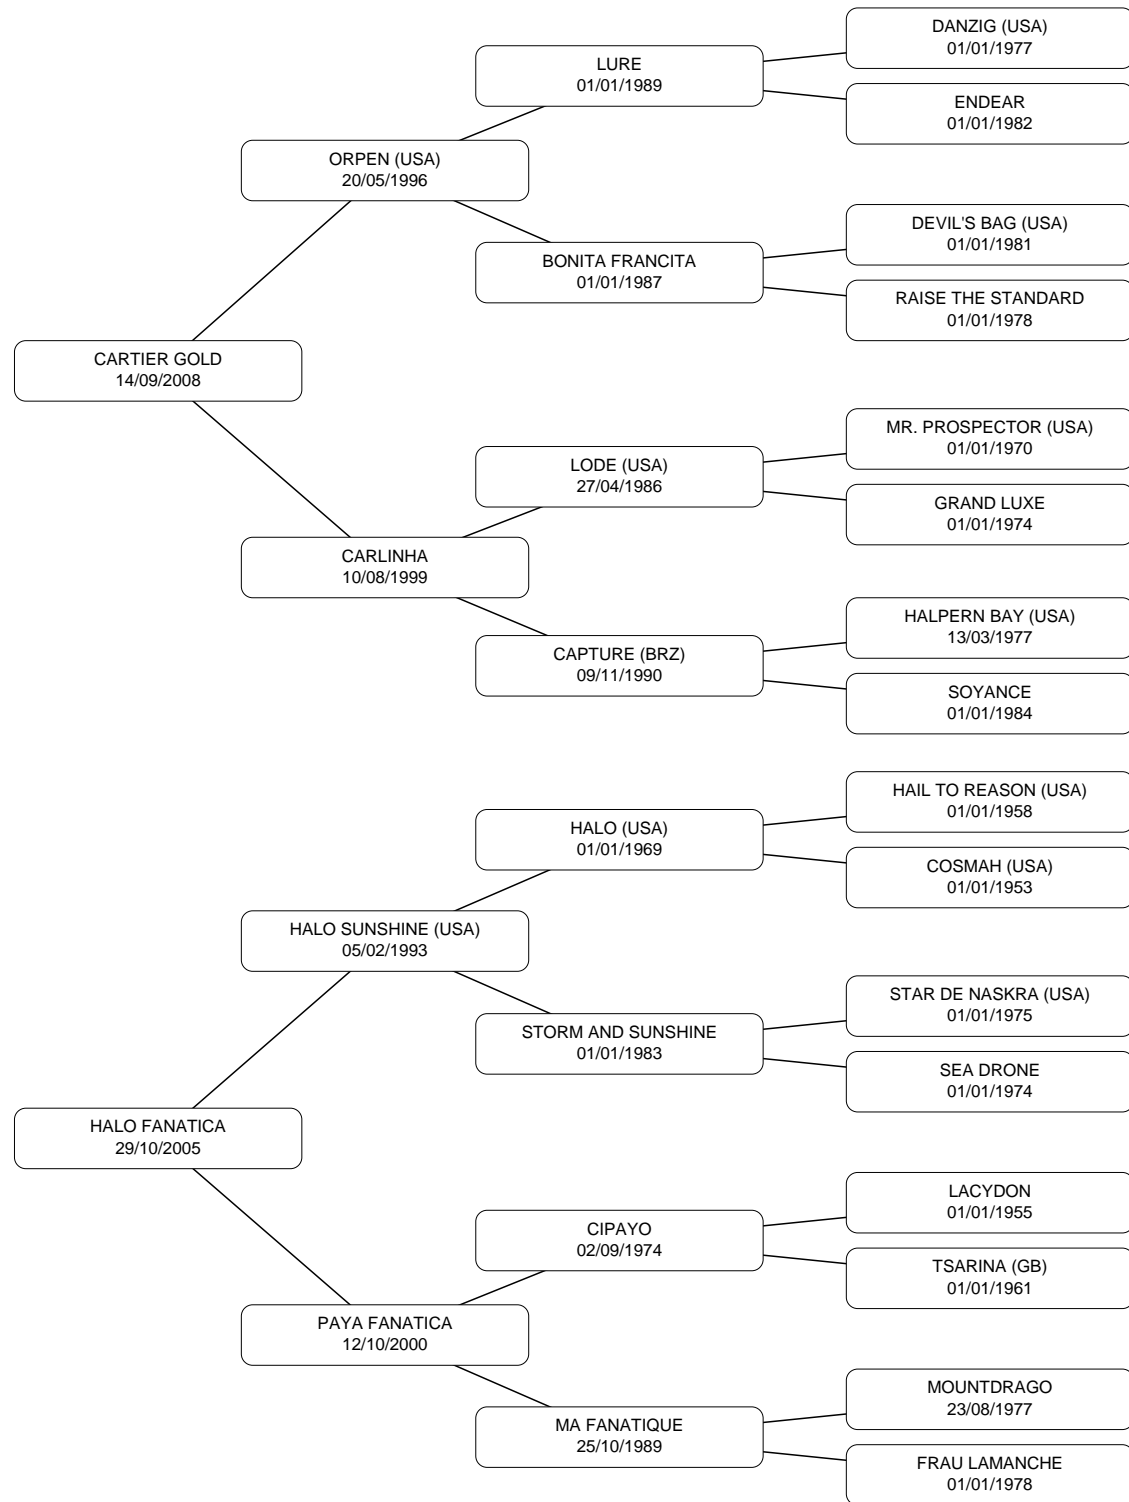 DANZIG (USA)
01/01/1977
LURE
01/01/1989
ENDEAR
01/01/1982
ORPEN (USA)
20/05/1996
DEVIL'S BAG (USA)
01/01/1981
BONITA FRANCITA
01/01/1987
RAISE THE STANDARD
01/01/1978
CARTIER GOLD
14/09/2008
MR. PROSPECTOR (USA)
01/01/1970
LODE (USA)
27/04/1986
GRAND LUXE
01/01/1974
CARLINHA
10/08/1999
HALPERN BAY (USA)
13/03/1977
CAPTURE (BRZ)
09/11/1990
SOYANCE
01/01/1984
HAIL TO REASON (USA)
01/01/1958
HALO (USA)
01/01/1969
COSMAH (USA)
01/01/1953
HALO SUNSHINE (USA)
05/02/1993
STAR DE NASKRA (USA)
01/01/1975
STORM AND SUNSHINE
01/01/1983
SEA DRONE
01/01/1974
HALO FANATICA
29/10/2005
LACYDON
01/01/1955
CIPAYO
02/09/1974
TSARINA (GB)
01/01/1961
PAYA FANATICA
12/10/2000
MOUNTDRAGO
23/08/1977
MA FANATIQUE
25/10/1989
FRAU LAMANCHE
01/01/1978